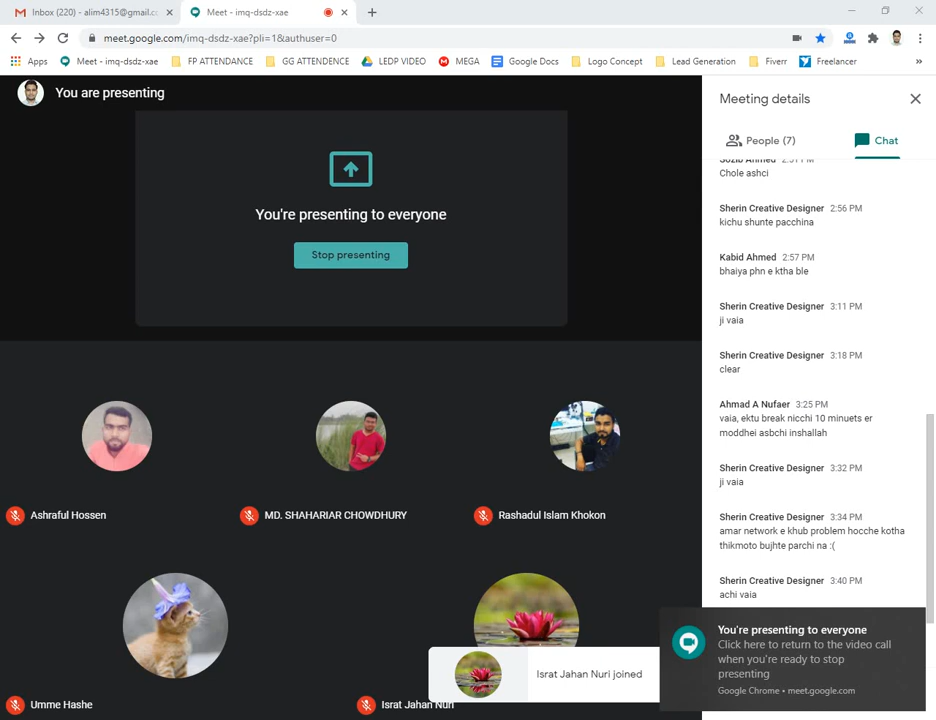 Inbox (220) - alim4315@gmail.co
Meet - imq-dsdz-xae
meet.google.com/imq-dsdz-xae?pli=1&authuser=0
Apps
Meet - imq-dsdz-xae
FP ATTENDANCE
GG ATTENDENCE
LEDP VIDEO
MEGA
Google Docs
Logo Concept
Lead Generation
Fiverr
Freelancer
You are presenting
You're presenting to everyone
Stop presenting
Ashraful Hossen
MD. SHAHARIAR CHOWDHURY
Rashadul Islam Khokon
Umme Hashe
Israt Jahan Nuri
Israt Jahan Nuri joined
Meeting details
People (7)
Chat
Sozib Ahmed 2:51 PM
Chole ashci
Sherin Creative Designer 2:56 PM
kichu shunte pacchina
Kabid Ahmed 2:57 PM
bhaiya phn e ktha ble
Sherin Creative Designer 3:11 PM
ji vaia
Sherin Creative Designer 3:18 PM
clear
Ahmad A Nufaer 3:25 PM
vaia, ektu break nicchi 10 minuets er
moddhei asbchi inshallah
Sherin Creative Designer 3:32 PM
ji vaia
Sherin Creative Designer 3:34 PM
amar network e khub problem hocche kotha
thikmoto bujhte parchi na :(
Sherin Creative Designer 3:40 PM
achi vaia
You're presenting to everyone
Click here to return to the video call
when you're ready to stop
presenting
Google Chrome • meet.google.com